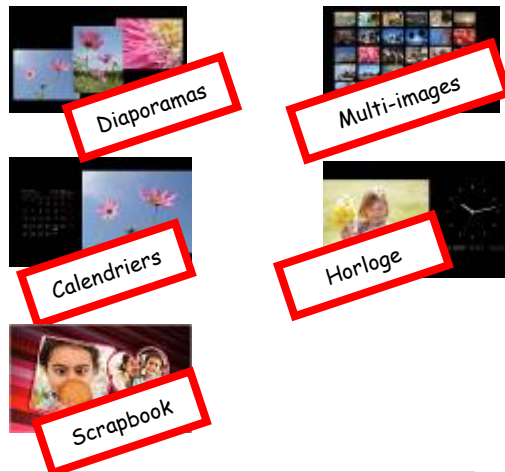 Diaporamas
Multi-images
Calendriers
Horloge
Scrapbook